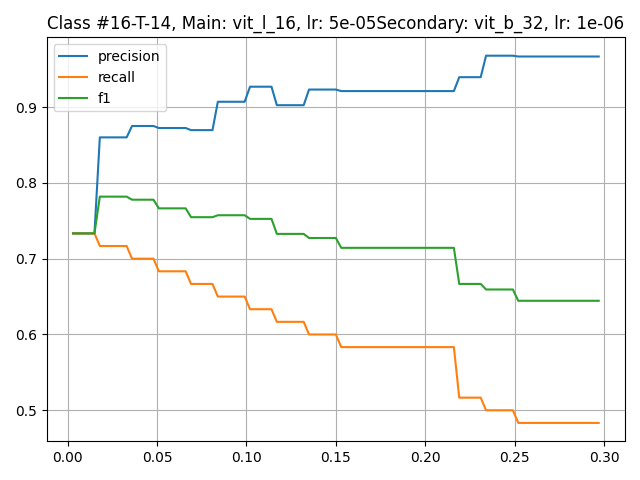 Class #16-T-14, Main: vit_l_16, lr: 5e-05Secondary: vit_b_32, lr: 1e-06
precision
recall
f1
0.9
0.8
0.7
0.6
0.5
0.00 0.05 0.10 0.15 0.20 0.25 0.30